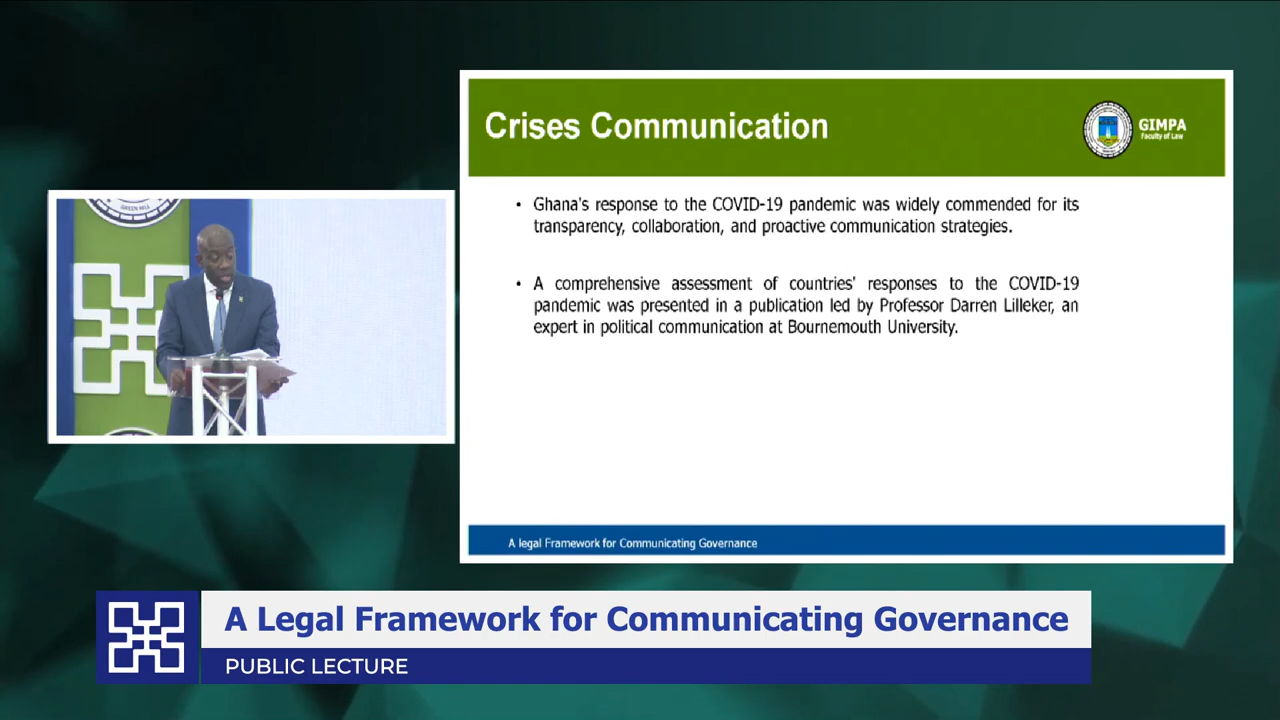 Crises Communication
GIMPA
Faculty of Law
• Ghana's response to the COVID-19 pandemic was widely commended for its
transparency, collaboration, and proactive communication strategies.
• A comprehensive assessment of countries' responses to the COVID-19
pandemic was presented in a publication led by Professor Darren Lilleker, an
expert in political communication at Bournemouth University.
A legal Framework for Communicating Governance
GREEN HILL
A Legal Framework for Communicating Governance
PUBLIC LECTURE